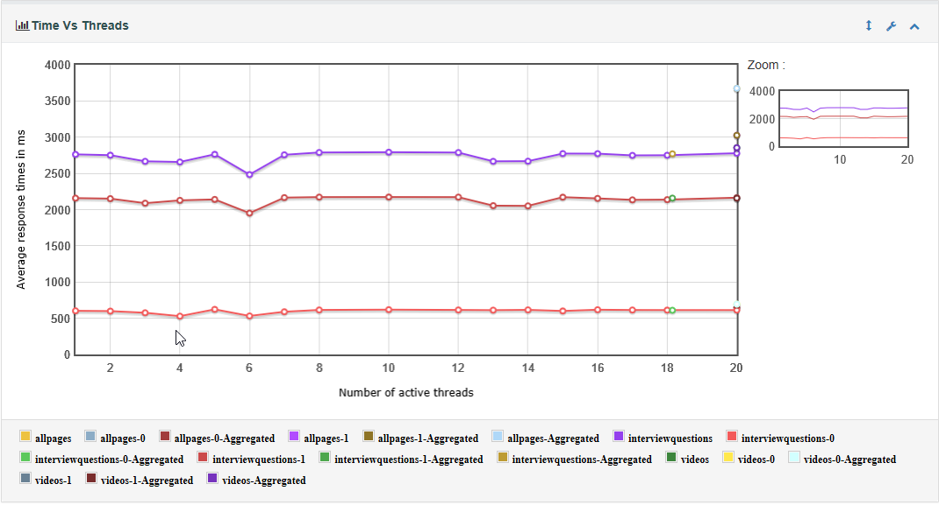 Time Vs Threads
Zoom :
4000
3500
3000
2500
2000
1500
1000
500
0
Average response times in ms
2 4 6 8 10 12 14 16 18 20
Number of active threads
4000
2000
0
10 20
allpages allpages-0 allpages-0-Aggregated allpages-1 allpages-1-Aggregated allpages-Aggregated interviewquestions interviewquestions-0
interviewquestions-0-Aggregated interviewquestions-1 interviewquestions-1-Aggregated interviewquestions-Aggregated videos videos-0 videos-0-Aggregated
videos-1 videos-1-Aggregated videos-Aggregated